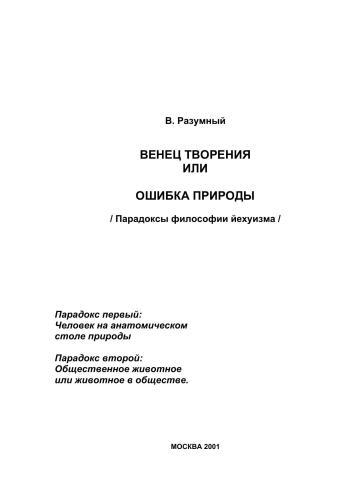 В. Разумный
ВЕНЕЦ ТВОРЕНИЯ
ИЛИ
ОШИБКА ПРИРОДЫ
/ Парадоксы философии йехуизма /
Парадокс первый:
Человек на анатомическом
столе природы
Парадокс второй:
Общественное животное
или животное в обществе.
МОСКВА 2001